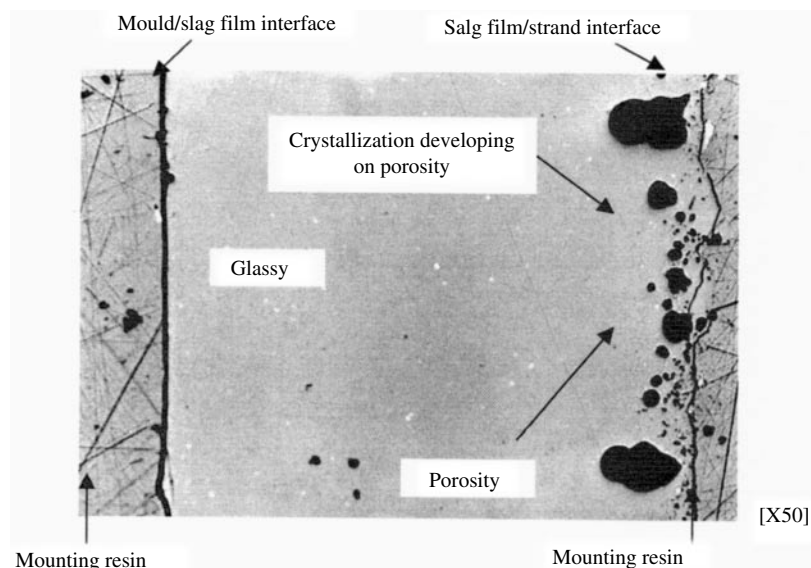 Mould/slag film interface
Salg film/strand interface
Crystallization developing
on porosity
Glassy
Porosity
[X50]
Mounting resin
Mounting resin